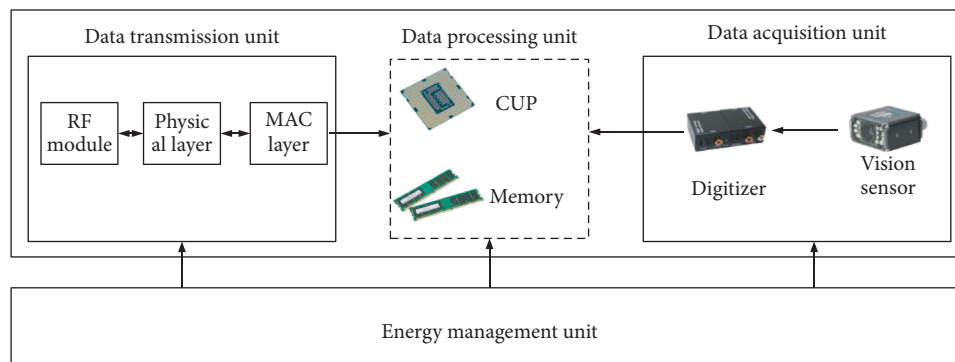 Data transmission unit
Data processing unit
Data acquisition unit
RF
module
Physic
al layer
MAC
layer
CUP
Memory
Digitizer
Vision
sensor
Energy management unit